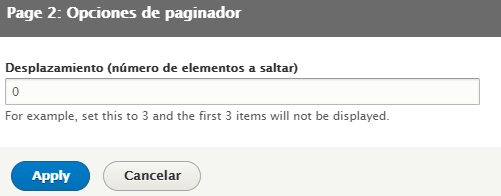 Page 2: Opciones de paginador
Desplazamiento (número de elementos a saltar)
0
For example, set this to 3 and the first 3 items will not be displayed.
Apply
Cancelar